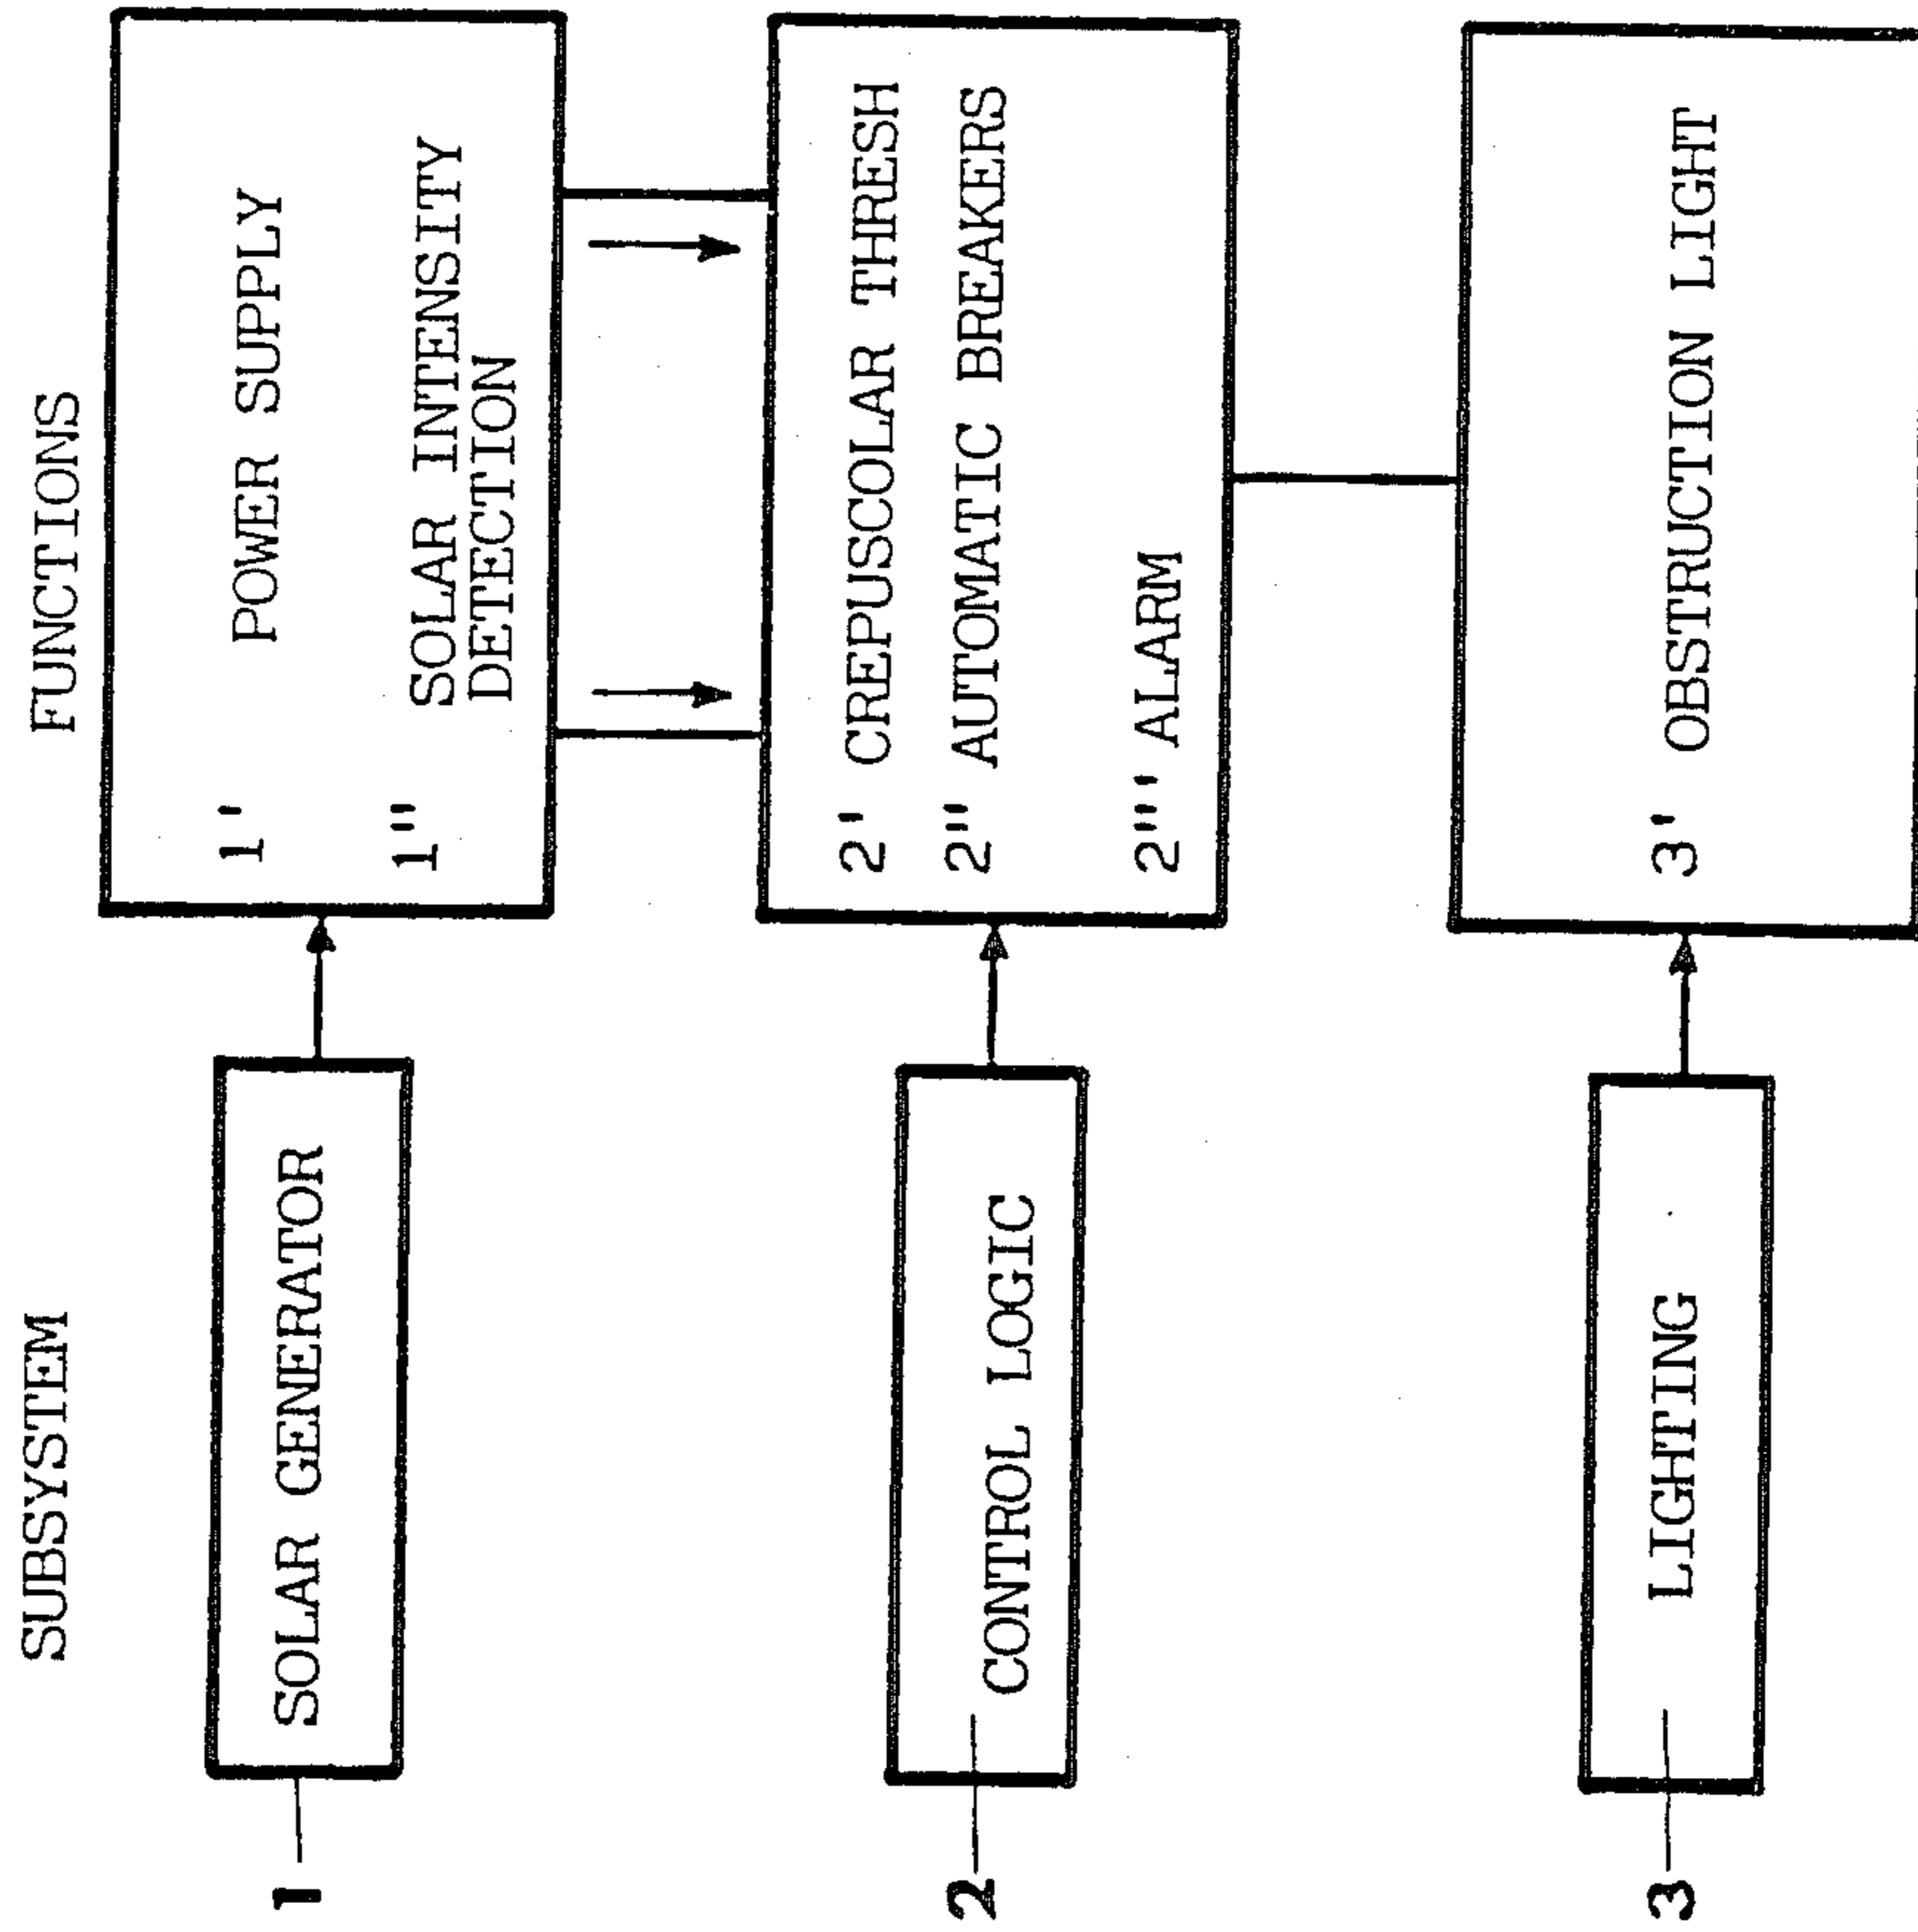 SUBSYSTEM
FUNCTIONS
1
SOLAR GENERATOR
1' POWER SUPPLY
1" SOLAR INTENSITY
DETECTION
2
CONTROL LOGIC
2' CREPUSCOLAR THRESH
2" AUTOMATIC BREAKERS
2"' ALARM
3
LIGHTING
3' OBSTRUCTION LIGHT